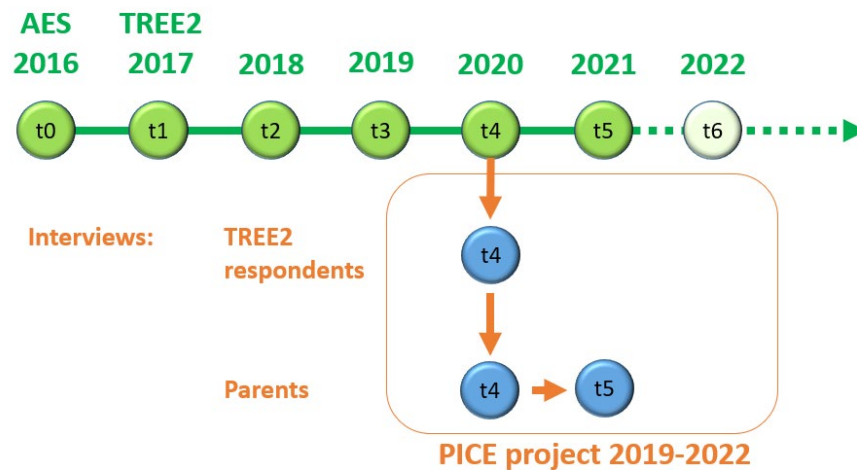 AES TREE2
2016 2017 2018 2019 2020 2021 2022
t0 t1 t2 t3 t4 t5 t6
Interviews: TREE2
respondents
t4
Parents t4 t5
PICE project 2019-2022